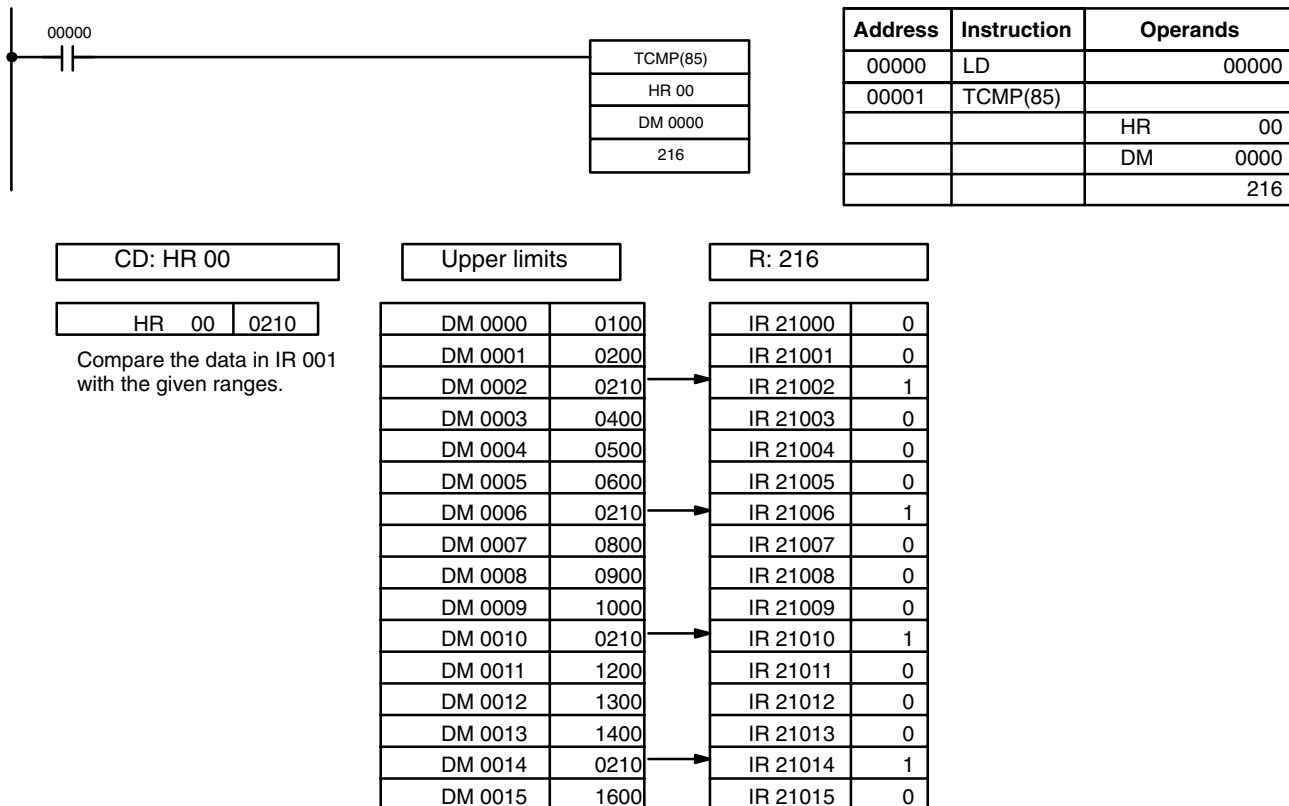 00000
TCMP(85)
HR 00
DM 0000
216
Address Instruction Operands
00000 LD 00000
00001 TCMP(85)
HR 00
DM 0000
216
CD: HR 00
Upper limits
R: 216
HR 00 0210
Compare the data in IR 001
with the given ranges.
DM 0000 0100 IR 21000 0
DM 0001 0200 IR 21001 0
DM 0002 0210 IR 21002 1
DM 0003 0400 IR 21003 0
DM 0004 0500 IR 21004 0
DM 0005 0600 IR 21005 0
DM 0006 0210 IR 21006 1
DM 0007 0800 IR 21007 0
DM 0008 0900 IR 21008 0
DM 0009 1000 IR 21009 0
DM 0010 0210 IR 21010 1
DM 0011 1200 IR 21011 0
DM 0012 1300 IR 21012 0
DM 0013 1400 IR 21013 0
DM 0014 0210 IR 21014 1
DM 0015 1600 IR 21015 0